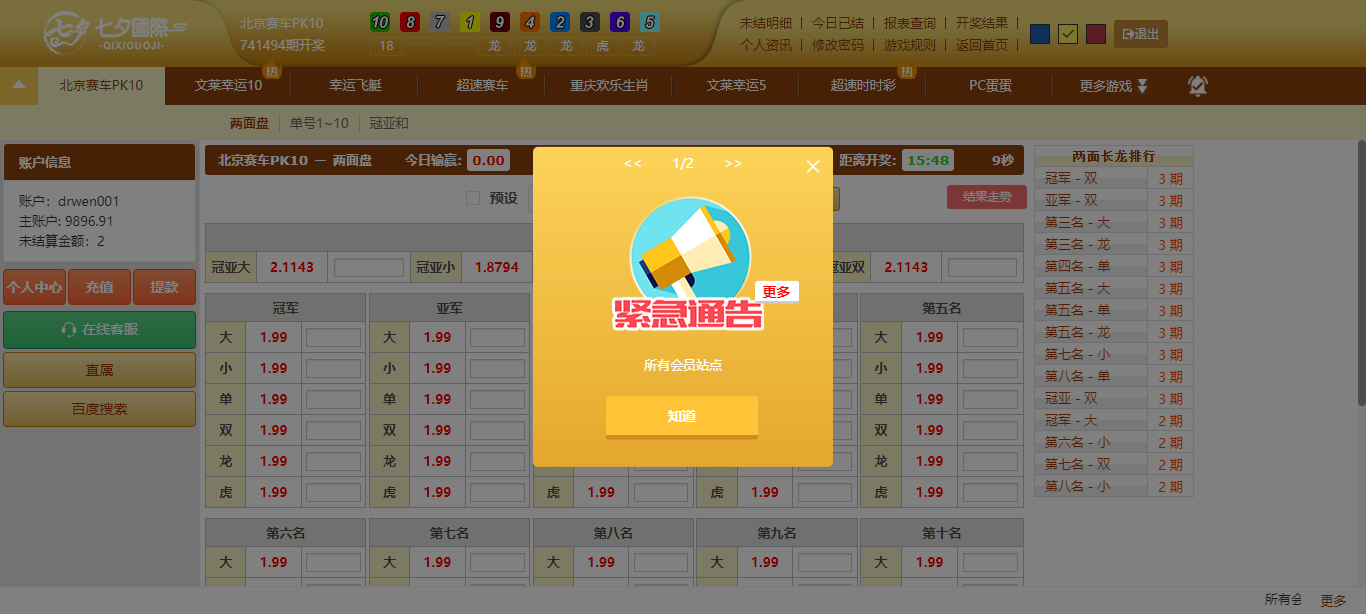 七夕國際
-QIXIGUOJI-
北京赛车PK10
741494期开奖
10 8 7 1 9 4 2 3 6 5
18 龙 龙 龙 虎 龙
未结明细 | 今日已结 | 报表查询 | 开奖结果 |
个人资讯 | 修改密码 | 游戏规则 | 返回首页 |
退出
北京赛车PK10 文莱幸运10 热 幸运飞艇 超速赛车 热 重庆欢乐生肖 文莱幸运5 超速时时彩 热 PC蛋蛋 更多游戏
两面盘 | 单号1~10 | 冠亚和
账户信息
账户：drwen001
主账户: 9896.91
未结算金额：2
个人中心 充值 提款
在线客服
直属
百度搜索
北京赛车PK10 － 两面盘 今日输赢: 0.00 距离开奖: 15:48 9秒
预设 结果走势
冠亚大 2.1143 冠亚小 1.8794 冠亚双 2.1143
冠军 亚军 第五名
大 1.99 大 1.99 大 1.99
小 1.99 小 1.99 小 1.99
单 1.99 单 1.99 单 1.99
双 1.99 双 1.99 双 1.99
龙 1.99 龙 1.99 龙 1.99
虎 1.99 虎 1.99 虎 1.99 虎 1.99 虎 1.99
第六名 第七名 第八名 第九名 第十名
大 1.99 大 1.99 大 1.99 大 1.99 大 1.99
<< 1/2 >>
更多
紧急通告
所有会员站点
知道
两面长龙排行
冠军 - 双 3 期
亚军 - 双 3 期
第三名 - 大 3 期
第三名 - 龙 3 期
第四名 - 单 3 期
第五名 - 大 3 期
第五名 - 单 3 期
第五名 - 龙 3 期
第七名 - 小 3 期
第八名 - 单 3 期
冠亚 - 双 3 期
冠军 - 大 2 期
第六名 - 小 2 期
第七名 - 双 2 期
第八名 - 小 2 期
所有会 更多